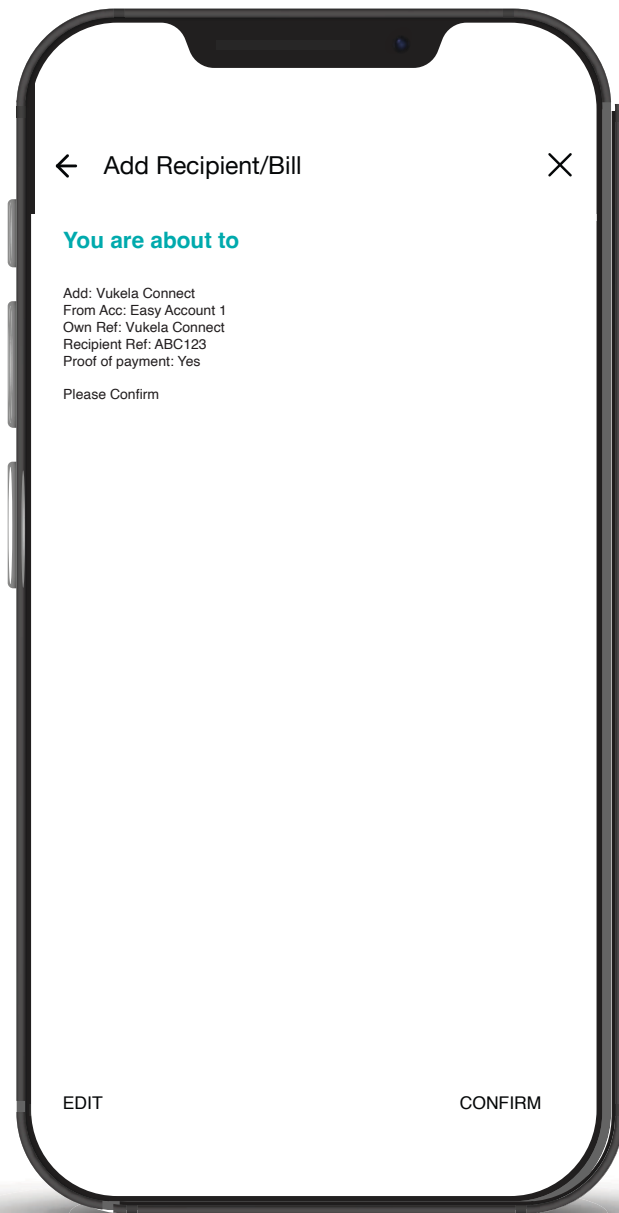 Add Recipient/Bill
You are about to
Add: Vukela Connect
From Acc: Easy Account 1
Own Ref: Vukela Connect
Recipient Ref: ABC123
Proof of payment: Yes
Please Confirm
EDIT
CONFIRM